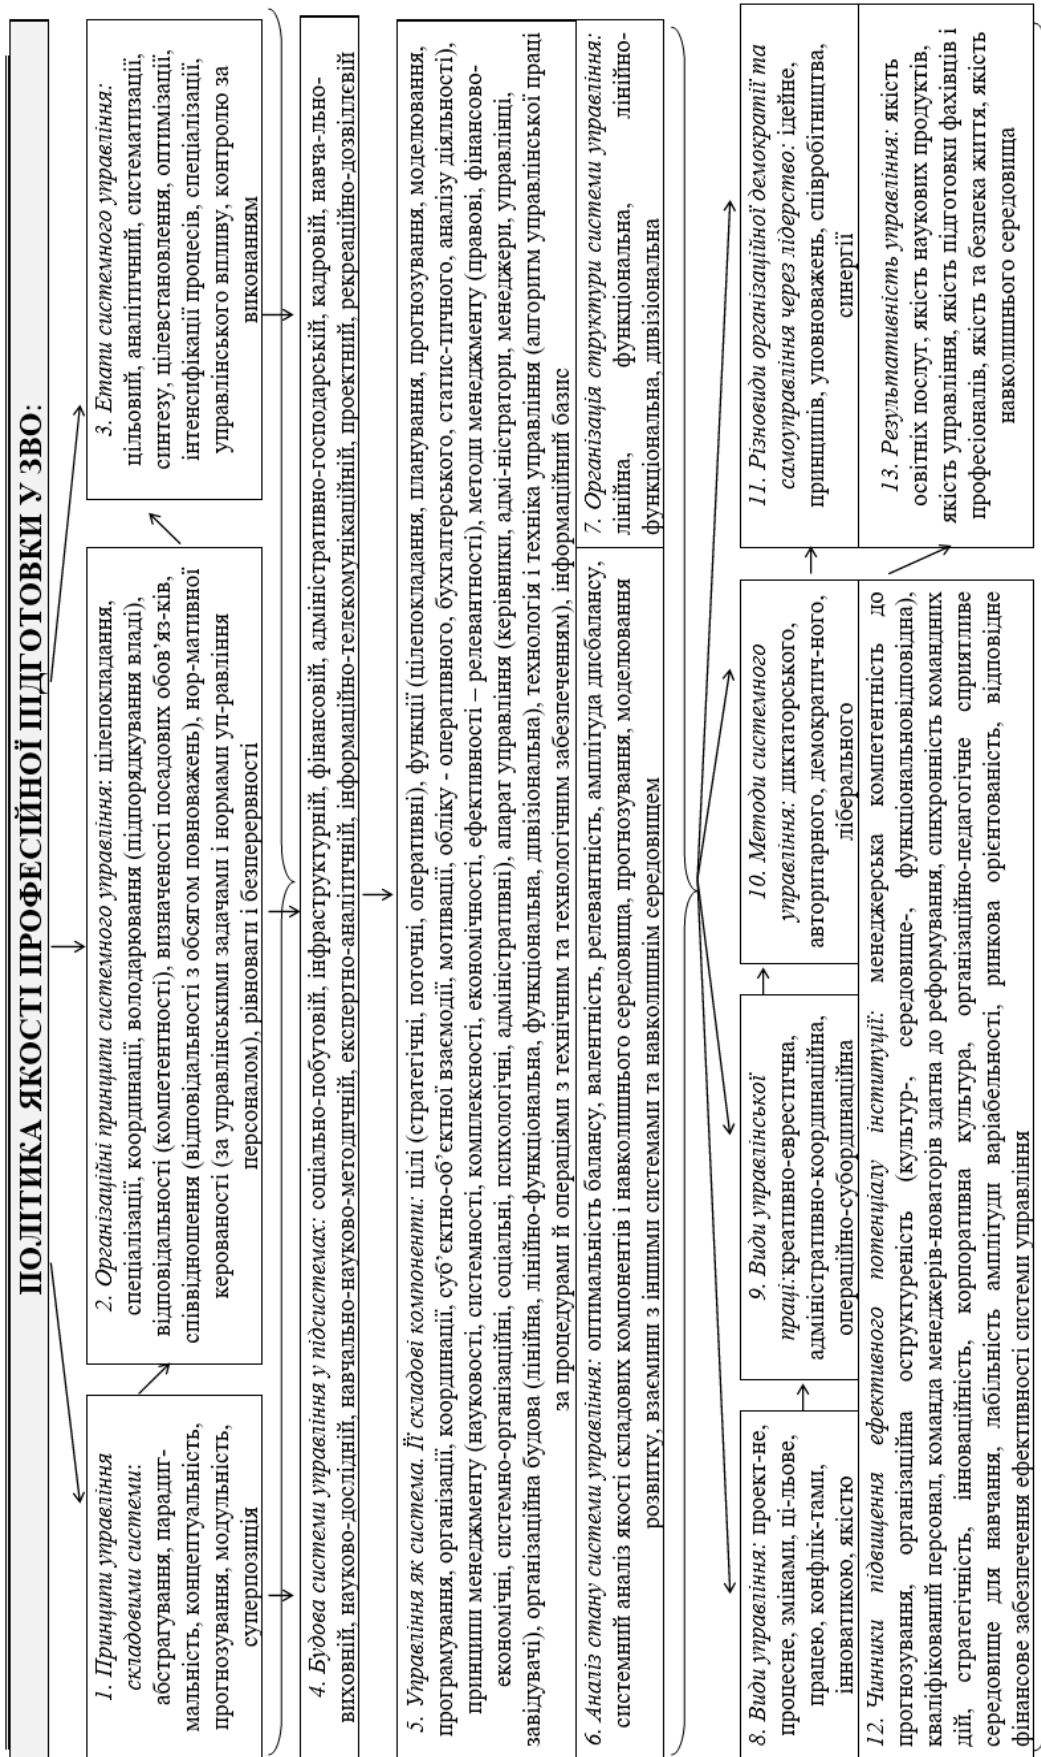 ПОЛІТИКА ЯКОСТІ ПРОФЕСІЙНОЇ ПІДГОТОВКИ У ЗВО:
1. Принципи управління
складовими системи:
абстрагування, парадиг-
мальність, концептуальність,
прогнозування, модульність,
суперпозиція
2. Організаційні принципи системного управління: цілепокладання,
спеціалізації, координації, володарювання (підпорядкування владі),
відповідальності (компетентності), визначеності посадових обов’яз-ків,
співвідношення (відповідальності з обсягом повноважень), нор-мативної
керованості (за управлінськими задачами і нормами уп-равління
персоналом), рівноваги і безперервності
3. Етапи системного управління:
цільовий, аналітичний, систематизації,
синтезу, цілевстановлення, оптимізації,
інтенсифікації процесів, спеціалізації,
управлінського впливу, контролю за
виконанням
4. Будова системи управління у підсистемах: соціально-побутовій, інфраструктурній, фінансовій, адміністративно-господарській, кадровій, навча-льно-
виховній, науково-дослідній, навчально-науково-методичній, експертно-аналітичній, інформаційно-телекомунікаційній, проектний, рекреаційно-дозвіллєвій
5. Управління як система. Її складові компоненти: цілі (стратегічні, поточні, оперативні), функції (цілепокладання, планування, прогнозування, моделювання,
програмування, організації, координації, суб’єктно-об’єктної взаємодії, мотивації, обліку - оперативного, бухгалтерського, статис-тичного, аналізу діяльності),
принципи менеджменту (науковості, системності, комплексності, економічності, ефективності – релевантності), методи менеджменту (правові, фінансово-
економічні, системно-організаційні, соціальні, психологічні, адміністративні), апарат управління (керівники, адмі-ністратори, менеджери, управлінці,
завідувачі), організаційна будова (лінійна, лінійно-функціональна, функціональна, дивізіональна), технологія і техніка управління (алгоритм управлінської праці
за процедурами й операціями з технічним та технологічним забезпеченням), інформаційний базис
6. Аналіз стану системи управління: оптимальність балансу, валентність, релевантність, амплітуда дисбалансу,
системний аналіз якості складових компонентів і навколишнього середовища, прогнозування, моделювання
розвитку, взаємини з іншими системами та навколишнім середовищем
7. Організація структури системи управління:
лінійна, функціональна, лінійно-
функціональна, дивізіональна
8. Види управління: проект-не,
процесне, змінами, ці-льове,
працею, конфлік-тами,
інноватикою, якістю
9. Види управлінської
праці: креативно-евристична,
адміністративно-координаційна,
операційно-субординаційна
10. Методи системного
управління: диктаторського,
авторитарного, демократич-ного,
ліберального
11. Різновиди організаційної демократії та
самоуправління через лідерство: ідейне,
принципів, уповноважень, співробітництва,
синергії
12. Чинники підвищення ефективного потенціалу інституції: менеджерська компетентність до
прогнозування, організаційна оструктуреність (культур-, середовище-, функціональновідповідна),
кваліфікований персонал, команда менеджерів-новаторів здатна до реформування, синхронність командних
дій, стратегічність, інноваційність, корпоративна культура, організаційно-педагогічне сприятливе
середовище для навчання, лабільність амплітуди варіабельності, ринкова орієнтованість, відповідне
фінансове забезпечення ефективності системи управління
13. Результативність управління: якість
освітніх послуг, якість наукових продуктів,
якість управління, якість підготовки фахівців і
професіоналів, якість та безпека життя, якість
навколишнього середовища